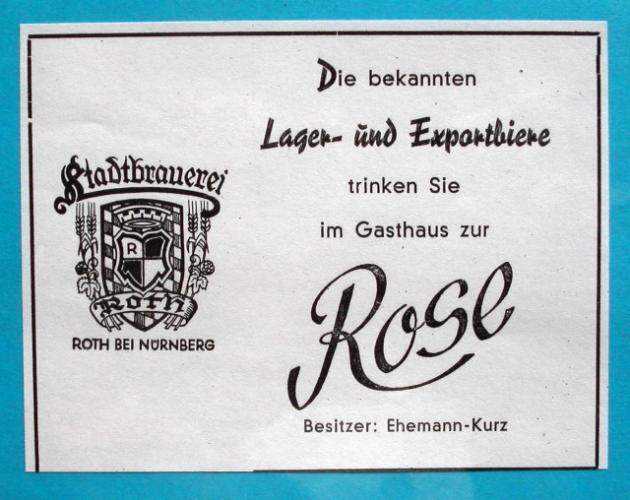 Stadtbrauerei
R
Roth
ROTH BEI NÜRNBERG
Die bekannten
Lager- und Exportbiere
trinken Sie
im Gasthaus zur
Rose
Besitzer: Ehemann-Kurz